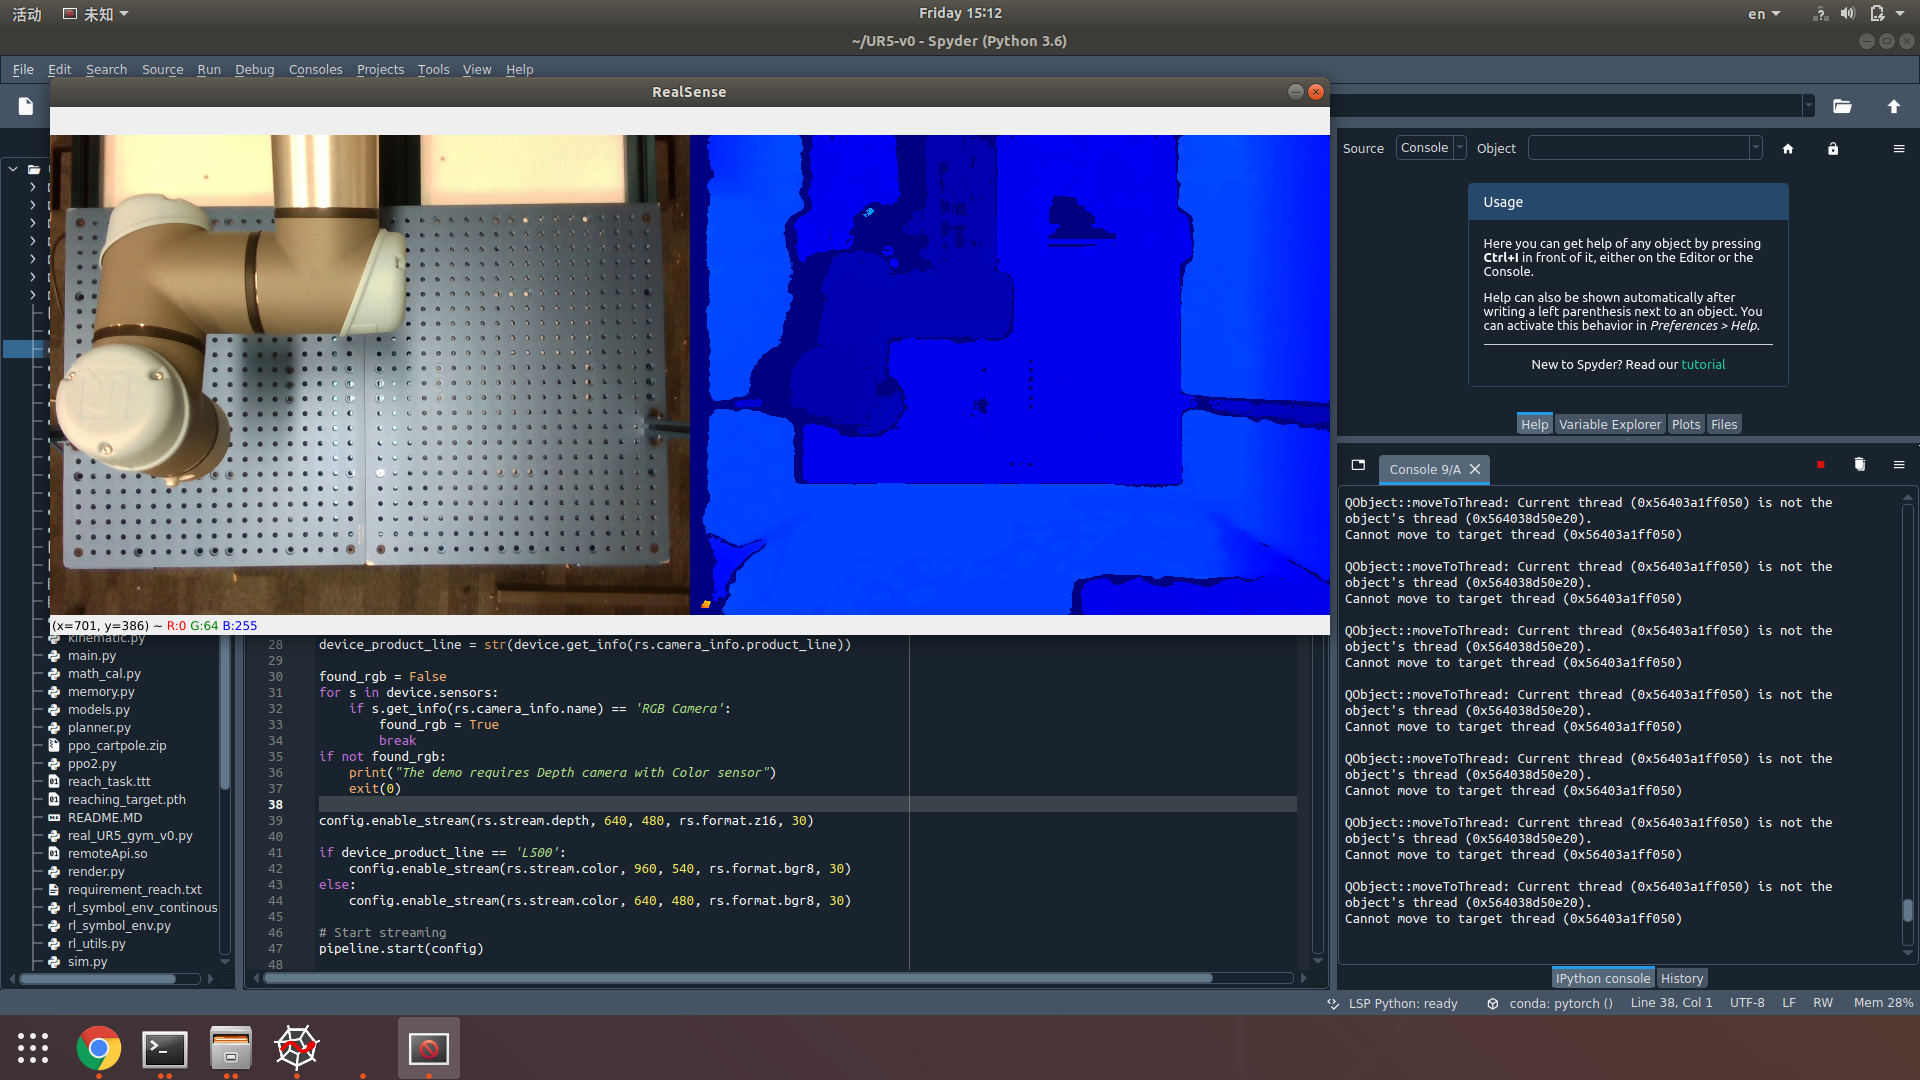 活动
未知
Friday 15:12
en
~/UR5-v0 - Spyder (Python 3.6)
File Edit Search Source Run Debug Consoles Projects Tools View Help
RealSense
Source Console Object
Usage
Here you can get help of any object by pressing
Ctrl+I in front of it, either on the Editor or the
Console.
Help can also be shown automatically after
writing a left parenthesis next to an object. You
can activate this behavior in Preferences > Help.
New to Spyder? Read our tutorial
Help Variable Explorer Plots Files
(x=701, y=386) ~ R:0 G:64 B:255
kinematic.py
main.py
math_cal.py
memory.py
models.py
planner.py
ppo_cartpole.zip
ppo2.py
reach_task.ttt
reaching_target.pth
README.MD
real_UR5_gym_v0.py
remoteApi.so
render.py
requirement_reach.txt
rl_symbol_env_continous
rl_symbol_env.py
rl_utils.py
sim.py
28 device_product_line = str(device.get_info(rs.camera_info.product_line))
29
30 found_rgb = False
31 for s in device.sensors:
32 if s.get_info(rs.camera_info.name) == 'RGB Camera':
33 found_rgb = True
34 break
35 if not found_rgb:
36 print("The demo requires Depth camera with Color sensor")
37 exit(0)
38
39 config.enable_stream(rs.stream.depth, 640, 480, rs.format.z16, 30)
40
41 if device_product_line == 'L500':
42 config.enable_stream(rs.stream.color, 960, 540, rs.format.bgr8, 30)
43 else:
44 config.enable_stream(rs.stream.color, 640, 480, rs.format.bgr8, 30)
45
46 # Start streaming
47 pipeline.start(config)
48
Console 9/A
QObject::moveToThread: Current thread (0x56403a1ff050) is not the
object's thread (0x564038d50e20).
Cannot move to target thread (0x56403a1ff050)
QObject::moveToThread: Current thread (0x56403a1ff050) is not the
object's thread (0x564038d50e20).
Cannot move to target thread (0x56403a1ff050)
QObject::moveToThread: Current thread (0x56403a1ff050) is not the
object's thread (0x564038d50e20).
Cannot move to target thread (0x56403a1ff050)
QObject::moveToThread: Current thread (0x56403a1ff050) is not the
object's thread (0x564038d50e20).
Cannot move to target thread (0x56403a1ff050)
QObject::moveToThread: Current thread (0x56403a1ff050) is not the
object's thread (0x564038d50e20).
Cannot move to target thread (0x56403a1ff050)
QObject::moveToThread: Current thread (0x56403a1ff050) is not the
object's thread (0x564038d50e20).
Cannot move to target thread (0x56403a1ff050)
QObject::moveToThread: Current thread (0x56403a1ff050) is not the
object's thread (0x564038d50e20).
Cannot move to target thread (0x56403a1ff050)
IPython console History
LSP Python: ready conda: pytorch () Line 38, Col 1 UTF-8 LF RW Mem 28%